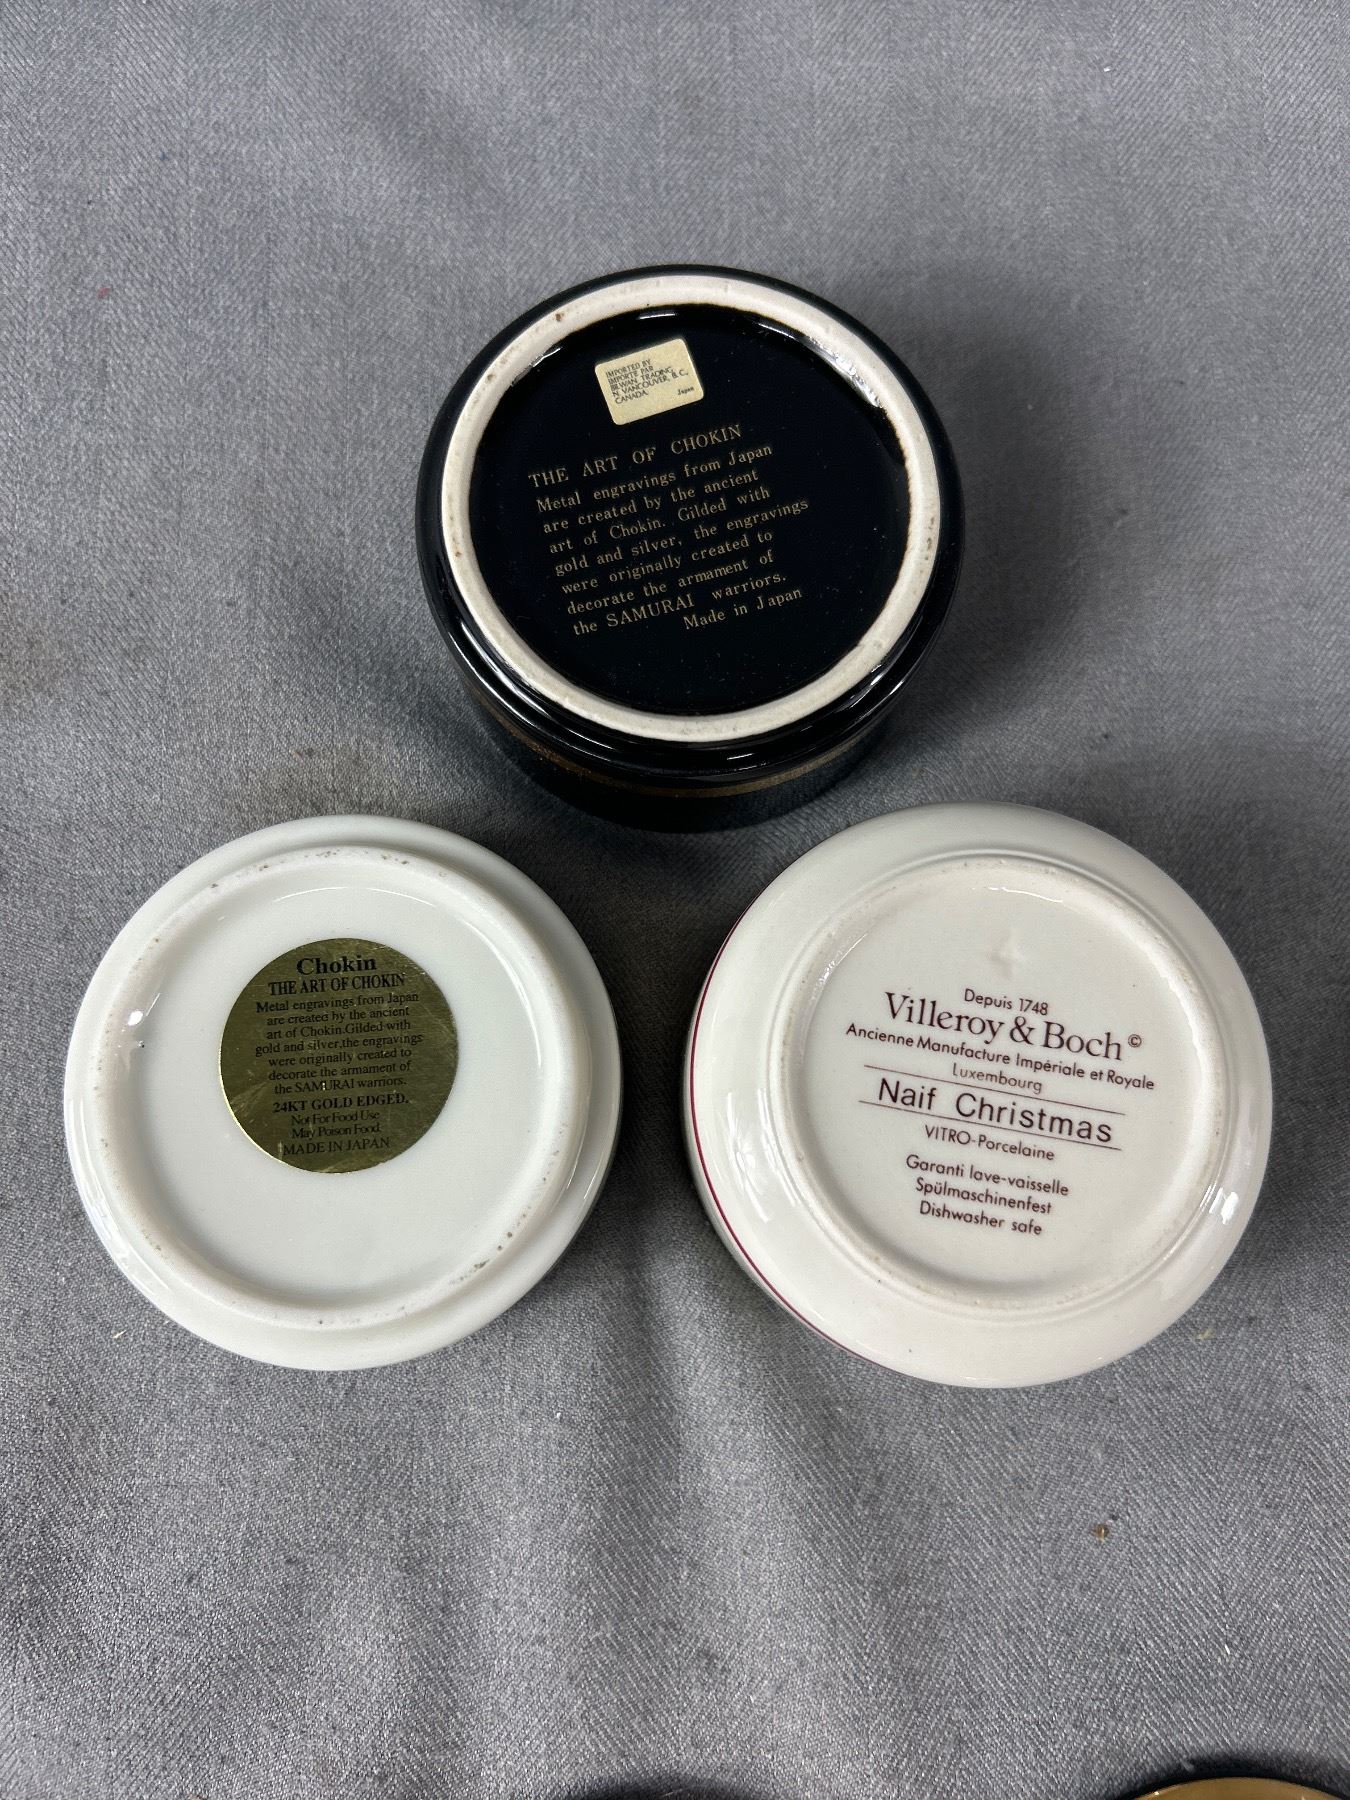 IMPORTED BY
IMPORTE PAR
BEWAN TRADING
N. VANCOUVER, B.C.,
CANADA. Japan
THE ART OF CHOKIN
Metal engravings from Japan
are created by the ancient
art of Chokin. Gilded with
gold and silver, the engravings
were originally created to
decorate the armament of
the SAMURAI warriors.
Made in Japan
Chokin
THE ART OF CHOKIN
Metal engravings from Japan
are created by the ancient
art of Chokin.Gilded with
gold and silver,the engravings
were originally created to
decorate the armament of
the SAMURAI warriors.
24KT GOLD EDGED.
Not For Food Use
May Poison Food.
MADE IN JAPAN
Depuis 1748
Villeroy & Boch©
Ancienne Manufacture Impériale et Royale
Luxembourg
Naif Christmas
VITRO-Porcelaine
Garanti lave-vaisselle
Spülmaschinenfest
Dishwasher safe